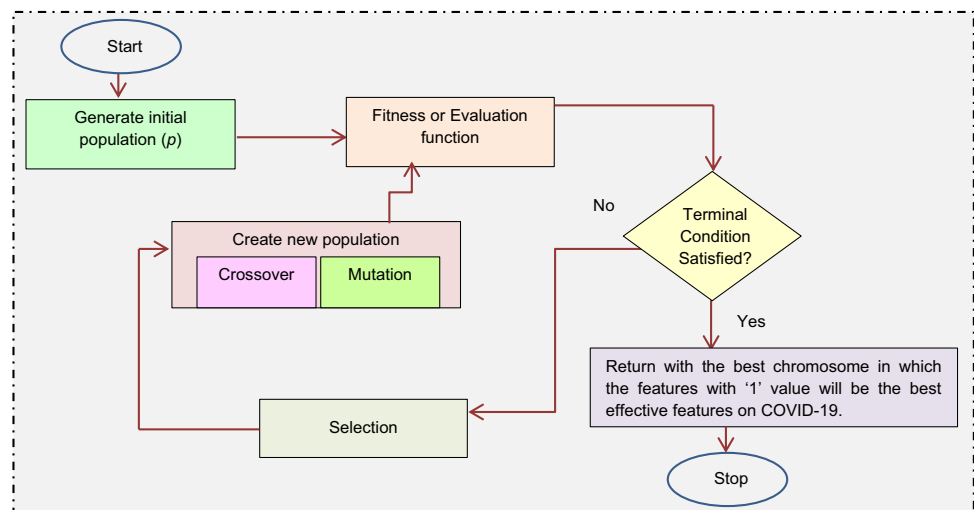 Start
Generate initial
population (p)
Fitness or Evaluation
function
No
Terminal
Condition
Satisfied?
Create new population
Crossover
Mutation
Yes
Return with the best chromosome in which
the features with ‘1’ value will be the best
effective features on COVID-19.
Selection
Stop